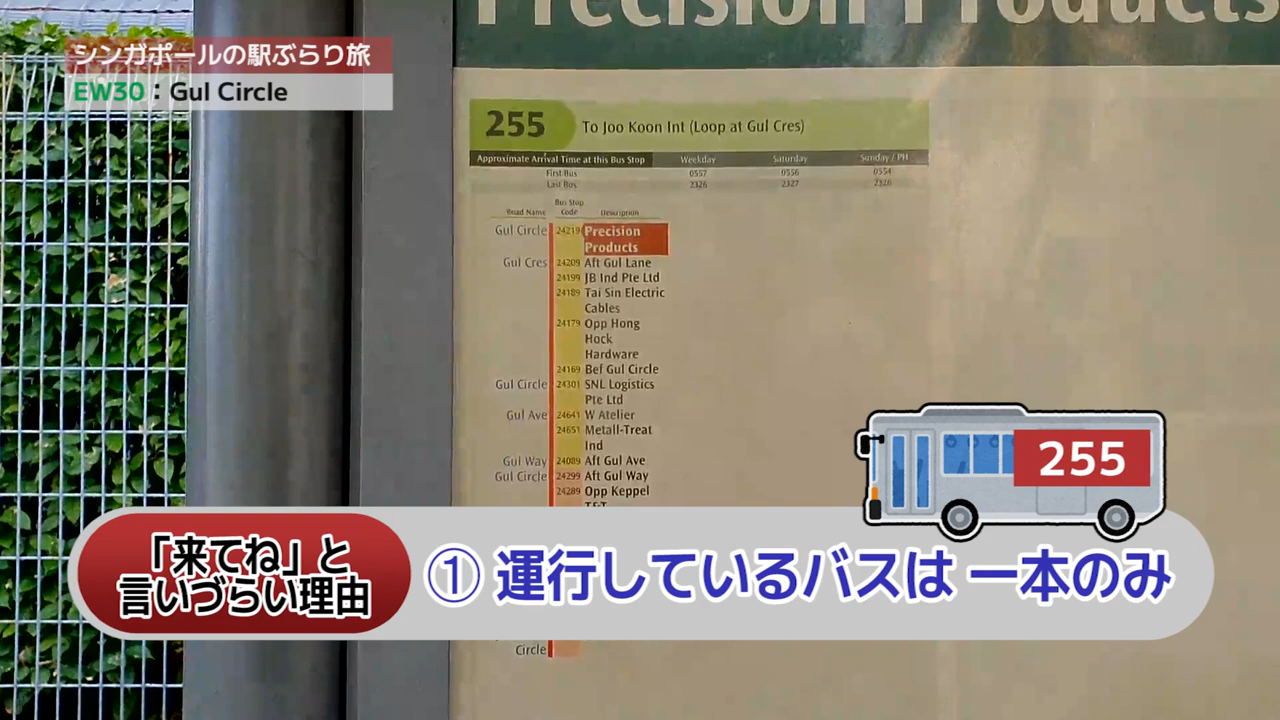 Precision Products
シンガポールの駅ぶらり旅
EW30：Gul Circle
255 To Joo Koon Int (Loop at Gul Cres)
Approximate Arrival Time at this Bus Stop Weekday Saturday Sunday / PH
First Bus 0557 0556 0554
Last Bus 2326 2327 2326
Road Name Bus Stop Code Description
Gul Circle 24219 Precision
Products
Gul Cres 24209 Aft Gul Lane
24199 JB Ind Pte Ltd
24189 Tai Sin Electric
Cables
24179 Opp Hong
Hock
Hardware
24169 Bef Gul Circle
Gul Circle 24301 SNL Logistics
Pte Ltd
Gul Ave 24641 W Atelier
24651 Metall-Treat
Ind
Gul Way 24089 Aft Gul Ave
Gul Circle 24299 Aft Gul Way
24289 Opp Keppel
255
「来てね」と
言いづらい理由
① 運行しているバスは 一本のみ
Circle